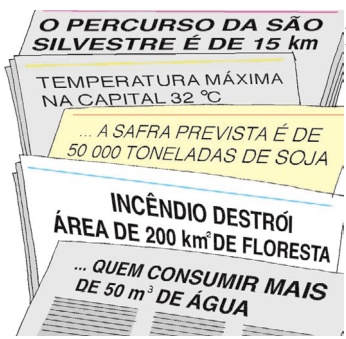 O PERCURSO DA SÃO
SILVESTRE É DE 15 km
TEMPERATURA MÁXIMA
NA CAPITAL 32 °C
... A SAFRA PREVISTA É DE
50 000 TONELADAS DE SOJA
INCÊNDIO DESTRÓI
ÁREA DE 200 km² DE FLORESTA
... QUEM CONSUMIR MAIS
DE 50 m³ DE ÁGUA